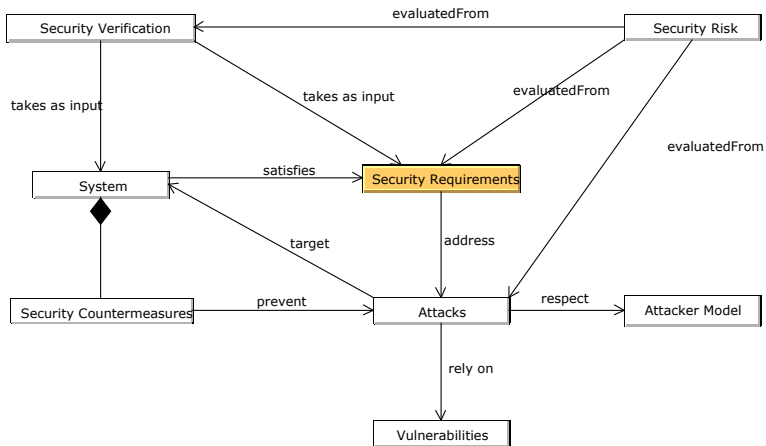 evaluatedFrom
Security Verification
Security Risk
takes as input
takes as input
evaluatedFrom
evaluatedFrom
System
satisfies
Security Requirements
target
address
Security Countermeasures
prevent
Attacks
respect
Attacker Model
rely on
Vulnerabilities